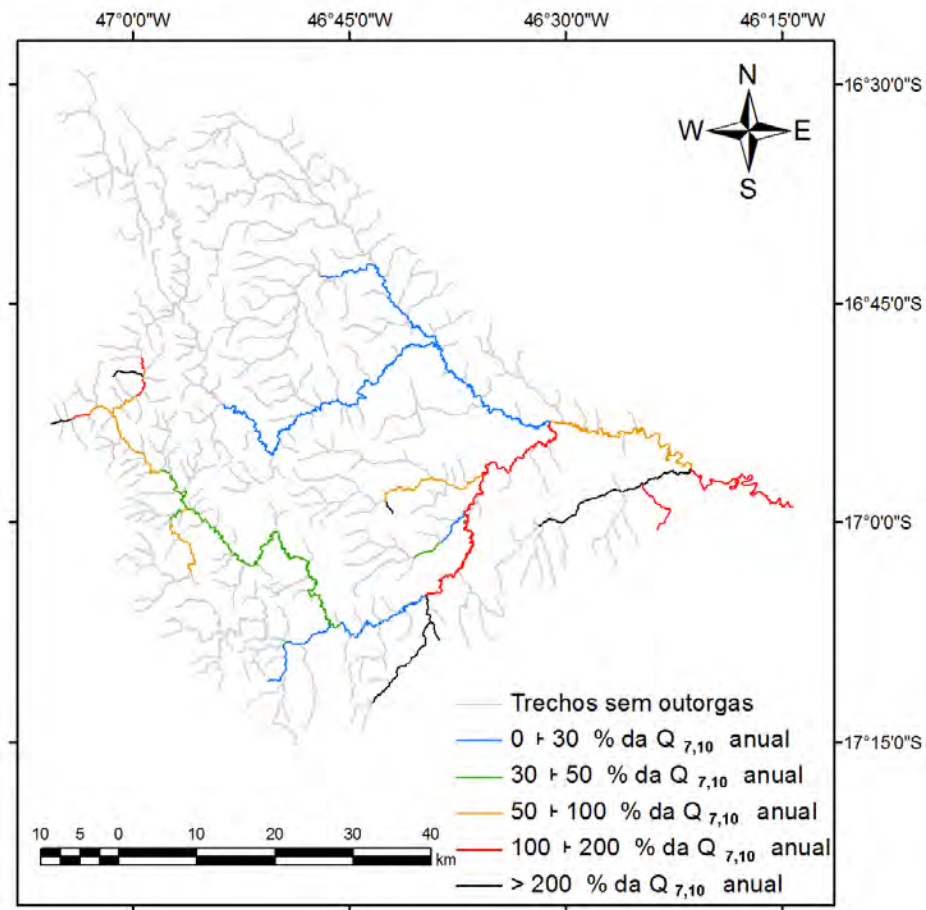 47°0'0"W 46°45'0"W 46°30'0"W 46°15'0"W
16°30'0"S
16°45'0"S
17°0'0"S
17°15'0"S
N
W E
S
Trechos sem outorgas
0 ⊦ 30 % da Q 7,10 anual
30 ⊦ 50 % da Q 7,10 anual
50 ⊦ 100 % da Q 7,10 anual
100 ⊦ 200 % da Q 7,10 anual
> 200 % da Q 7,10 anual
10 5 0 10 20 30 40
km